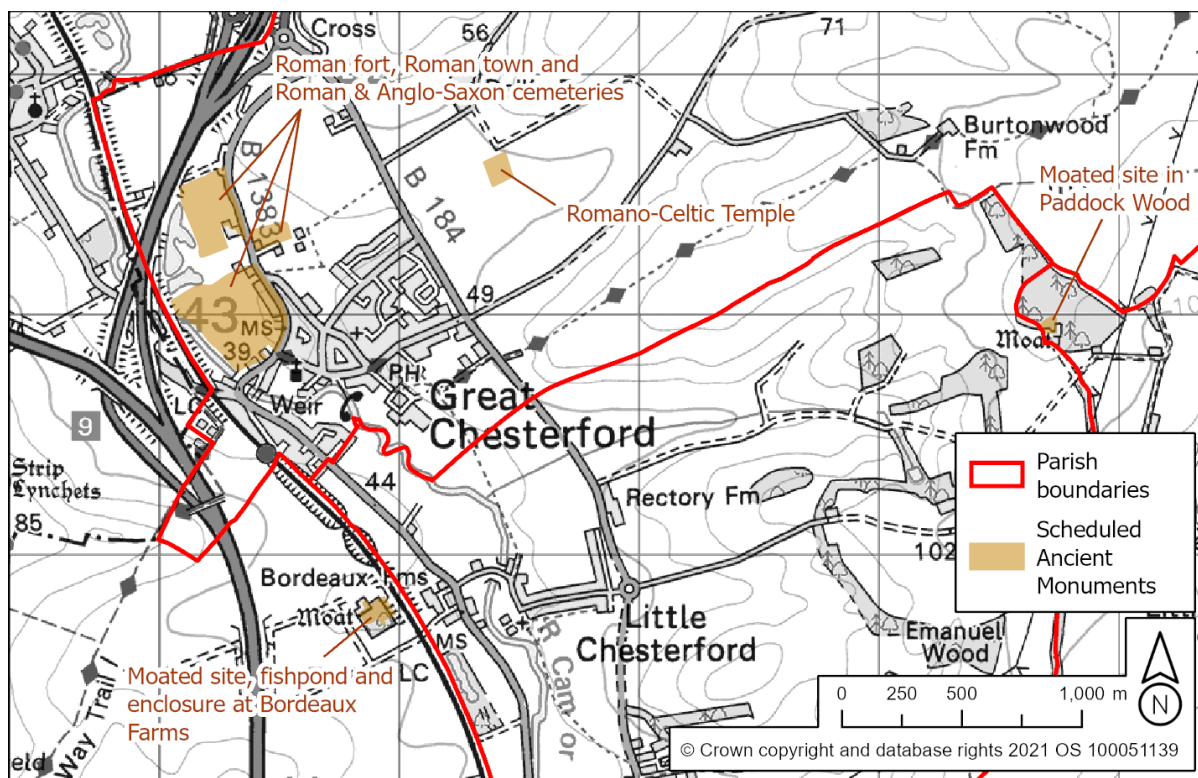 Cross
56
71
Roman fort, Roman town and
Roman & Anglo-Saxon cemeteries
B 1383
B 184
Burtonwood
Fm
Moated site in
Paddock Wood
Romano-Celtic Temple
49
43
MS
39
Moat
PH
Great
Chesterford
LC
Weir
9
Strip
Lynchets
44
85
Rectory Fm
102
Parish
boundaries
Scheduled
Ancient
Monuments
Bordeaux Fms
Moat
MS
LC
Little
Chesterford
Emanuel
Wood
R Cam or
Moated site, fishpond and
enclosure at Bordeaux
Farms
Way Trail
eld
0 250 500 1,000 m
N
© Crown copyright and database rights 2021 OS 100051139